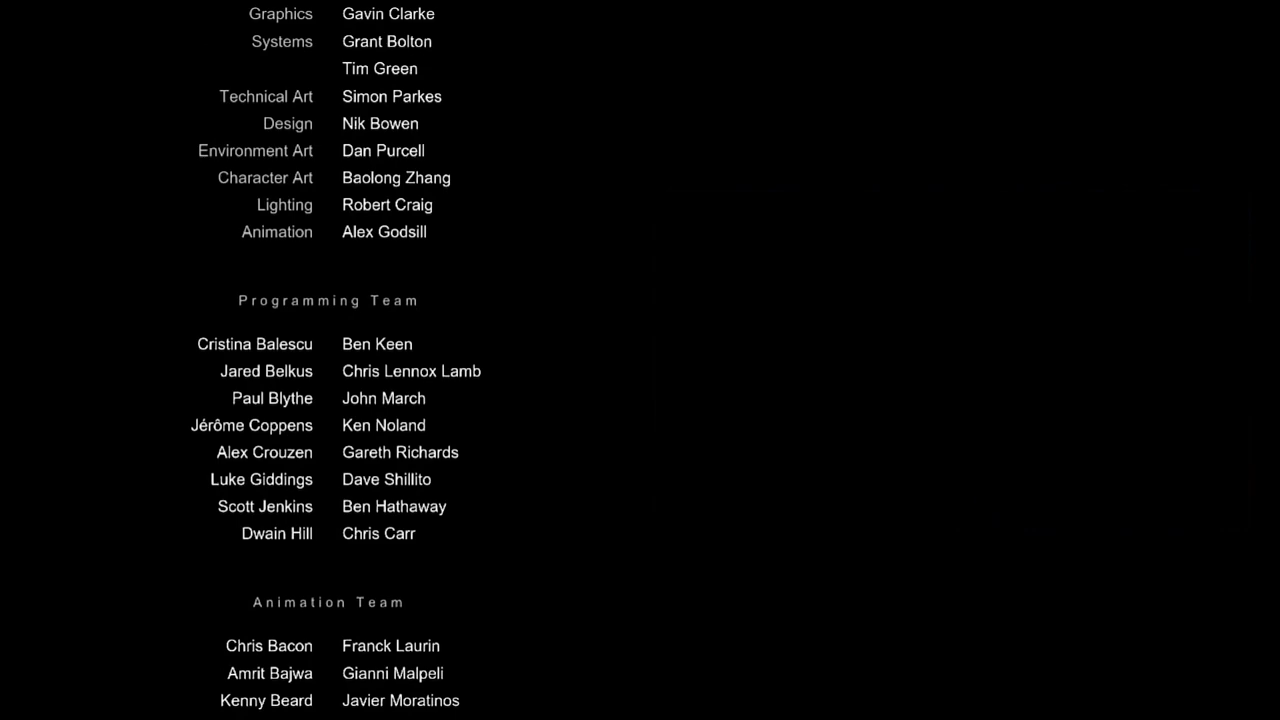 Graphics Gavin Clarke
Systems Grant Bolton
Tim Green
Technical Art Simon Parkes
Design Nik Bowen
Environment Art Dan Purcell
Character Art Baolong Zhang
Lighting Robert Craig
Animation Alex Godsill
Programming Team
Cristina Balescu Ben Keen
Jared Belkus Chris Lennox Lamb
Paul Blythe John March
Jérôme Coppens Ken Noland
Alex Crouzen Gareth Richards
Luke Giddings Dave Shillito
Scott Jenkins Ben Hathaway
Dwain Hill Chris Carr
Animation Team
Chris Bacon Franck Laurin
Amrit Bajwa Gianni Malpeli
Kenny Beard Javier Moratinos